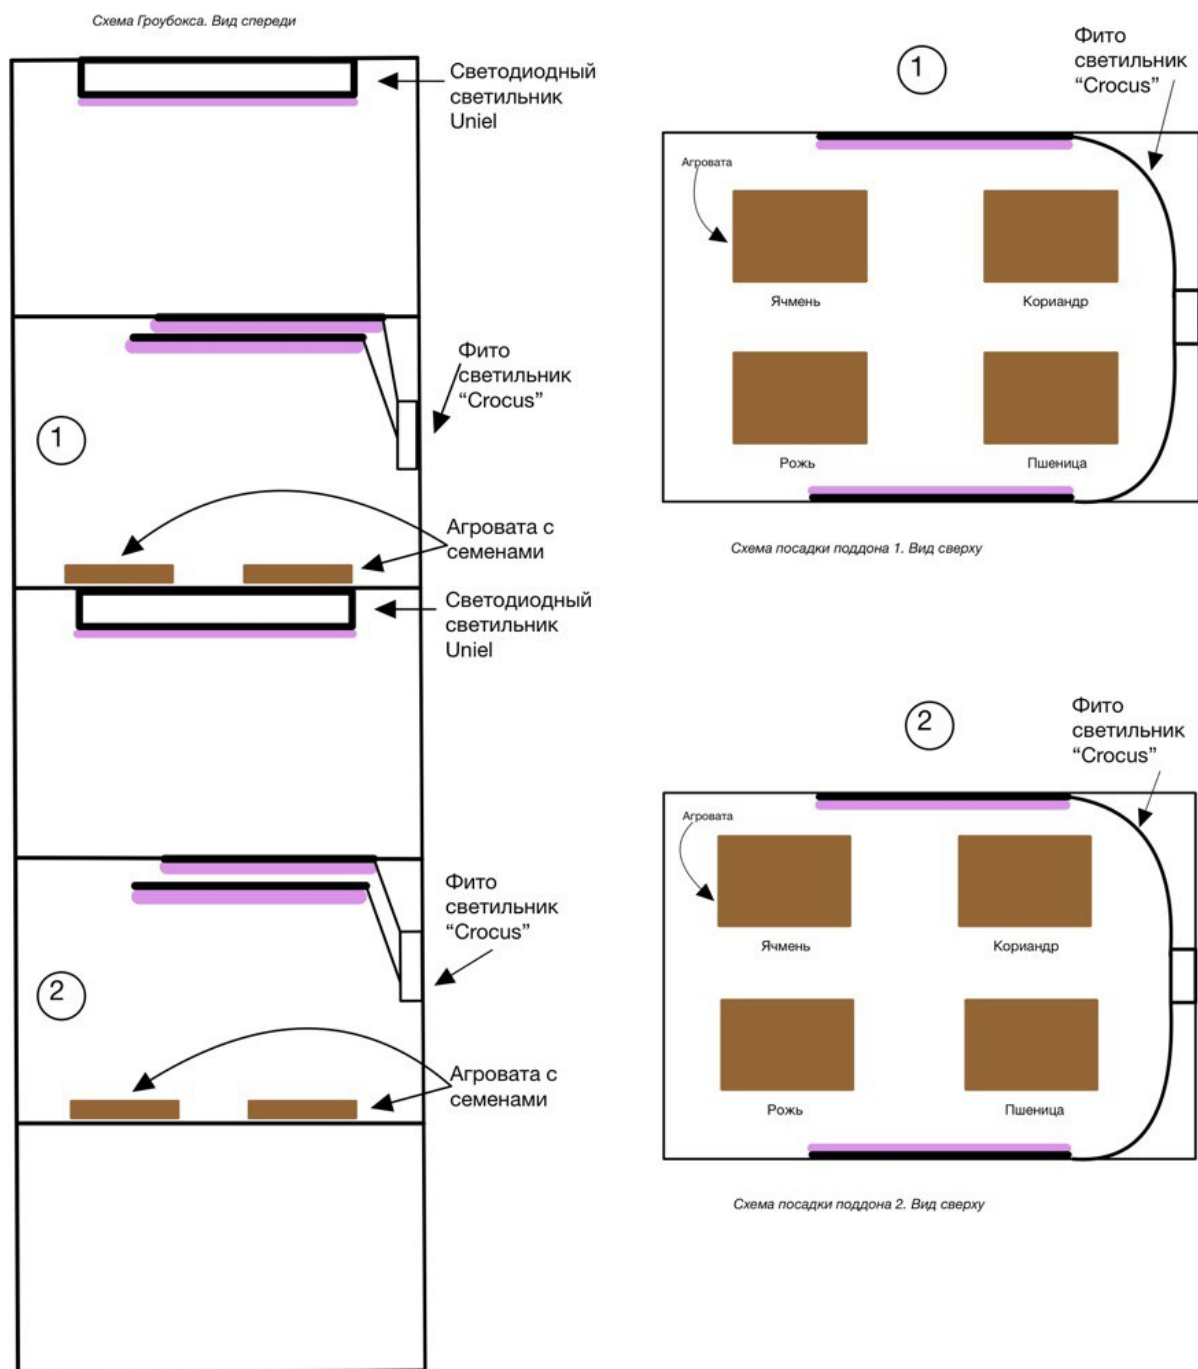 Схема Гроубокса. Вид спереди
Светодиодный
светильник
Uniel
1
Фито
светильник
“Crocus”
Агровата с
семенами
Светодиодный
светильник
Uniel
2
Фито
светильник
“Crocus”
Агровата с
семенами
1
Фито
светильник
“Crocus”
Агровата
Ячмень
Кориандр
Рожь
Пшеница
Схема посадки поддона 1. Вид сверху
2
Фито
светильник
“Crocus”
Агровата
Ячмень
Кориандр
Рожь
Пшеница
Схема посадки поддона 2. Вид сверху